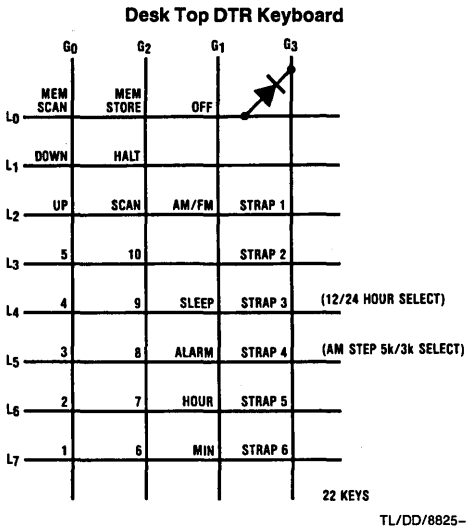 Desk Top DTR Keyboard
G0 G2 G1 G3
MEM SCAN MEM STORE OFF
L0
DOWN HALT
L1
UP SCAN AM/FM STRAP 1
L2
5 10 STRAP 2
L3
4 9 SLEEP STRAP 3 (12/24 HOUR SELECT)
L4
3 8 ALARM STRAP 4 (AM STEP 5k/3k SELECT)
L5
2 7 HOUR STRAP 5
L6
1 6 MIN STRAP 6
L7
22 KEYS
TL/DD/8825–